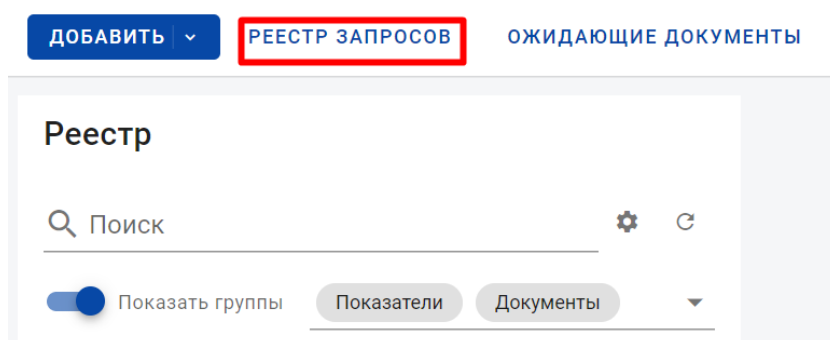 ДОБАВИТЬ РЕЕСТР ЗАПРОСОВ ОЖИДАЮЩИЕ ДОКУМЕНТЫ
Реестр
Поиск
Показать группы Показатели Документы